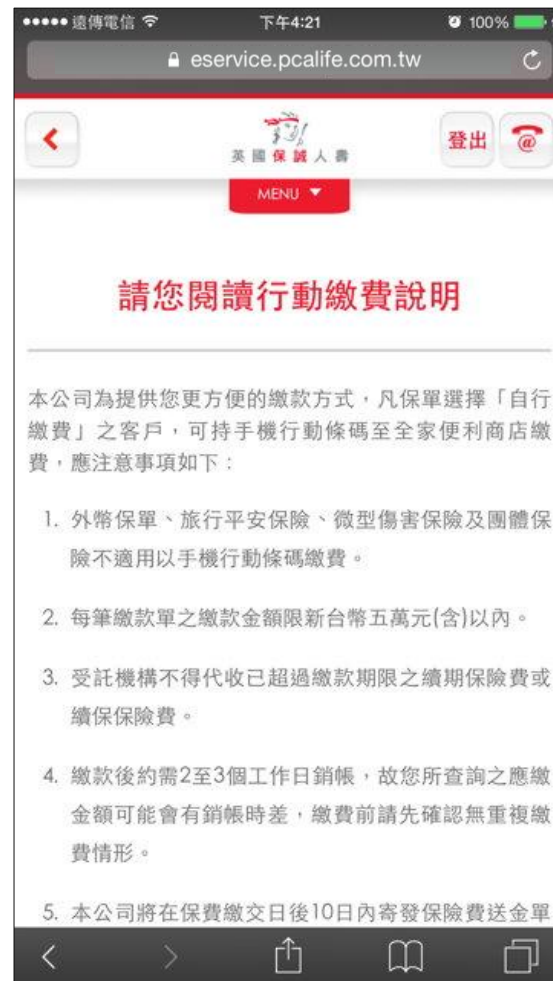 ●●●●● 遠傳電信 下午4:21 100%
eservice.pcalife.com.tw
英國保誠人壽
登出
@
MENU ▼
請您閱讀行動繳費說明
本公司為提供您更方便的繳款方式，凡保單選擇「自行
繳費」之客戶，可持手機行動條碼至全家便利商店繳
費，應注意事項如下：
1. 外幣保單、旅行平安保險、微型傷害保險及團體保
險不適用以手機行動條碼繳費。
2. 每筆繳款單之繳款金額限新台幣五萬元(含)以內。
3. 受託機構不得代收已超過繳款期限之續期保險費或
續保保險費。
4. 繳款後約需2至3個工作日銷帳，故您所查詢之應繳
金額可能會有銷帳時差，繳費前請先確認無重複繳
費情形。
5. 本公司將在保費繳交日後10日內寄發保險費送金單